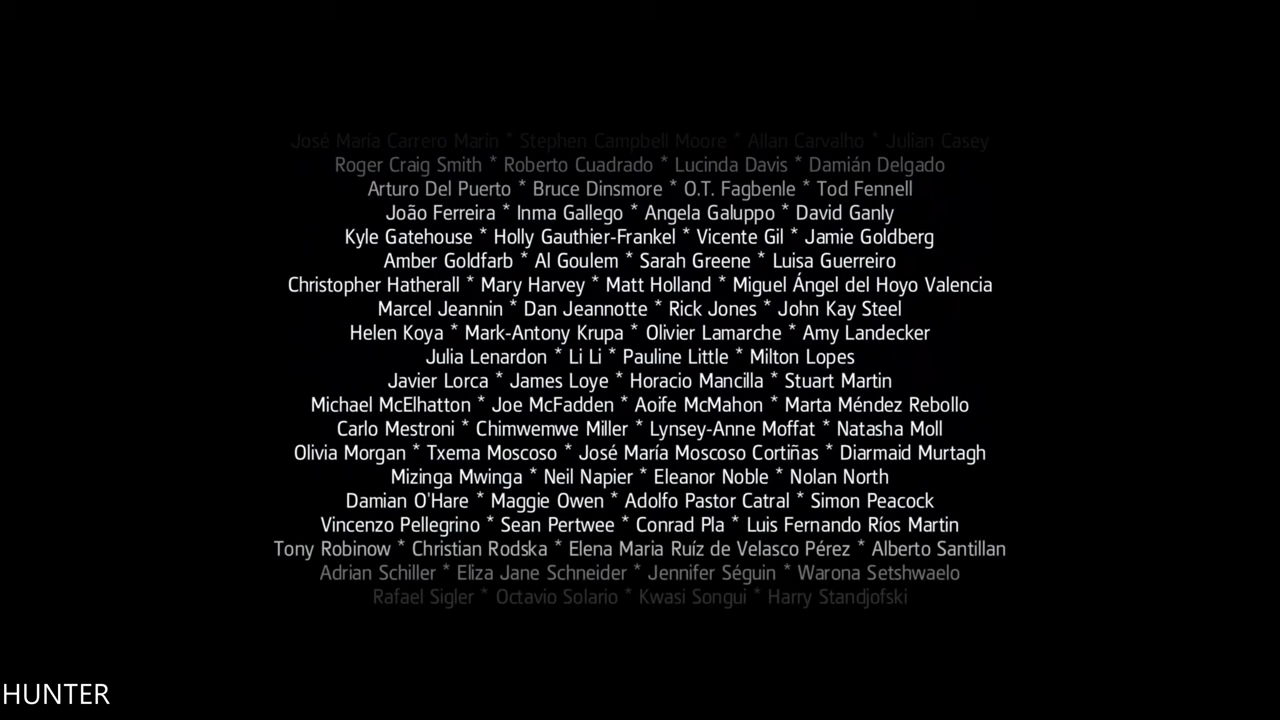 José María Carrero Marín * Stephen Campbell Moore * Allan Carvalho * Julian Casey
Roger Craig Smith * Roberto Cuadrado * Lucinda Davis * Damián Delgado
Arturo Del Puerto * Bruce Dinsmore * O.T. Fagbenle * Tod Fennell
João Ferreira * Inma Gallego * Angela Galuppo * David Ganly
Kyle Gatehouse * Holly Gauthier-Frankel * Vicente Gil * Jamie Goldberg
Amber Goldfarb * Al Goulem * Sarah Greene * Luisa Guerreiro
Christopher Hatherall * Mary Harvey * Matt Holland * Miguel Ángel del Hoyo Valencia
Marcel Jeannin * Dan Jeannotte * Rick Jones * John Kay Steel
Helen Koya * Mark-Antony Krupa * Olivier Lamarche * Amy Landecker
Julia Lenardon * Li Li * Pauline Little * Milton Lopes
Javier Lorca * James Loye * Horacio Mancilla * Stuart Martin
Michael McElhatton * Joe McFadden * Aoife McMahon * Marta Méndez Rebollo
Carlo Mestroni * Chimwemwe Miller * Lynsey-Anne Moffat * Natasha Moll
Olivia Morgan * Txema Moscoso * José María Moscoso Cortiñas * Diarmaid Murtagh
Mizinga Mwinga * Neil Napier * Eleanor Noble * Nolan North
Damian O'Hare * Maggie Owen * Adolfo Pastor Catral * Simon Peacock
Vincenzo Pellegrino * Sean Pertwee * Conrad Pla * Luis Fernando Ríos Martin
Tony Robinow * Christian Rodska * Elena Maria Ruíz de Velasco Pérez * Alberto Santillan
Adrian Schiller * Eliza Jane Schneider * Jennifer Séguin * Warona Setshwaelo
Rafael Sigler * Octavio Solario * Kwasi Songui * Harry Standjofski
HUNTER